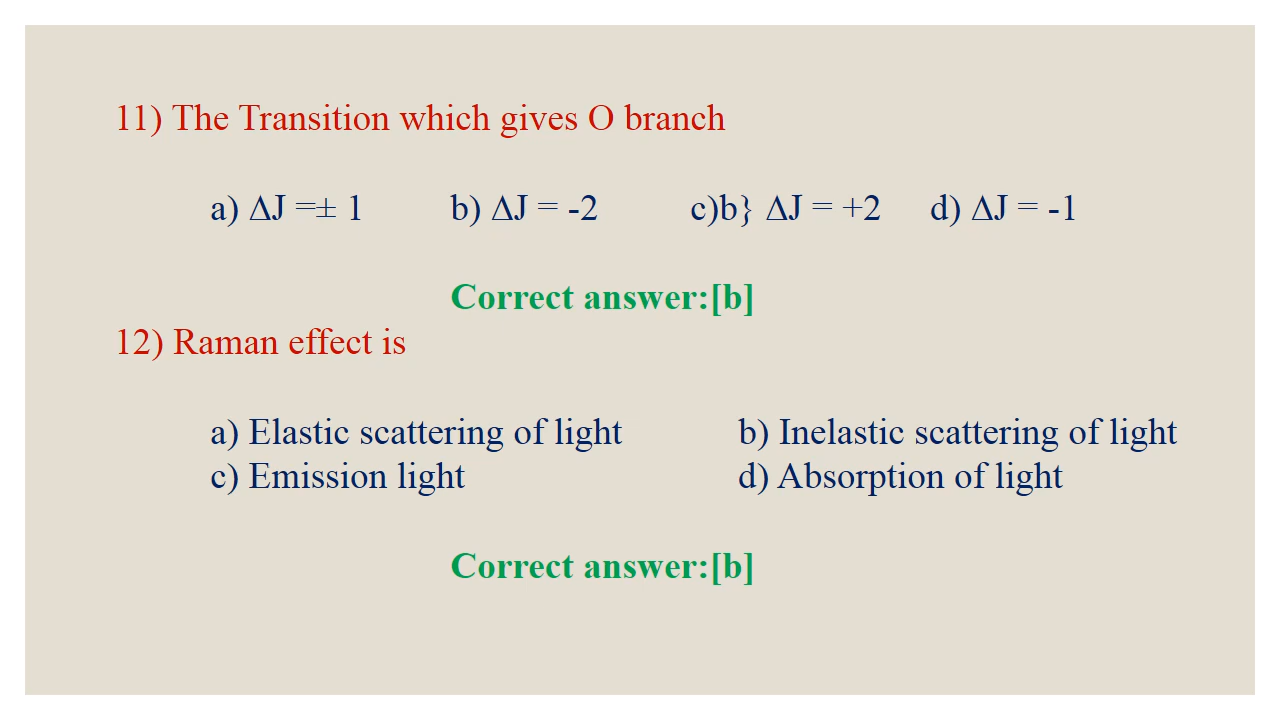 11) The Transition which gives O branch
a) ΔJ =± 1 b) ΔJ = -2 c)b} ΔJ = +2 d) ΔJ = -1
Correct answer:[b]
12) Raman effect is
a) Elastic scattering of light b) Inelastic scattering of light
c) Emission light d) Absorption of light
Correct answer:[b]